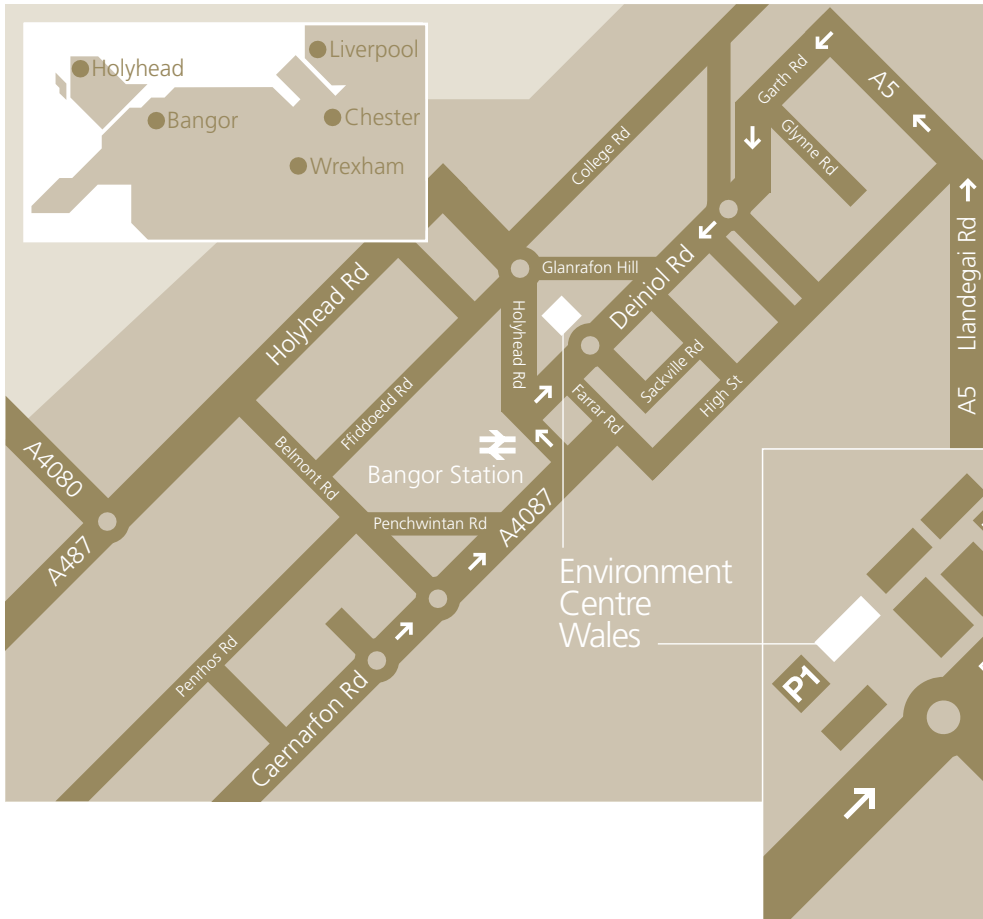 Liverpool
Holyhead
Bangor
Chester
Wrexham
Garth Rd
A5
Glynne Rd
College Rd
Llandegai Rd
A5
Glanrafon Hill
Deiniol Rd
Holyhead Rd
Holyhead Rd
Sackville Rd
High St
Farrar Rd
Ffiddoedd Rd
Belmont Rd
Bangor Station
A4080
A487
Penchwintan Rd
A4087
Environment
Centre
Wales
Penrhos Rd
Caernarfon Rd
P1